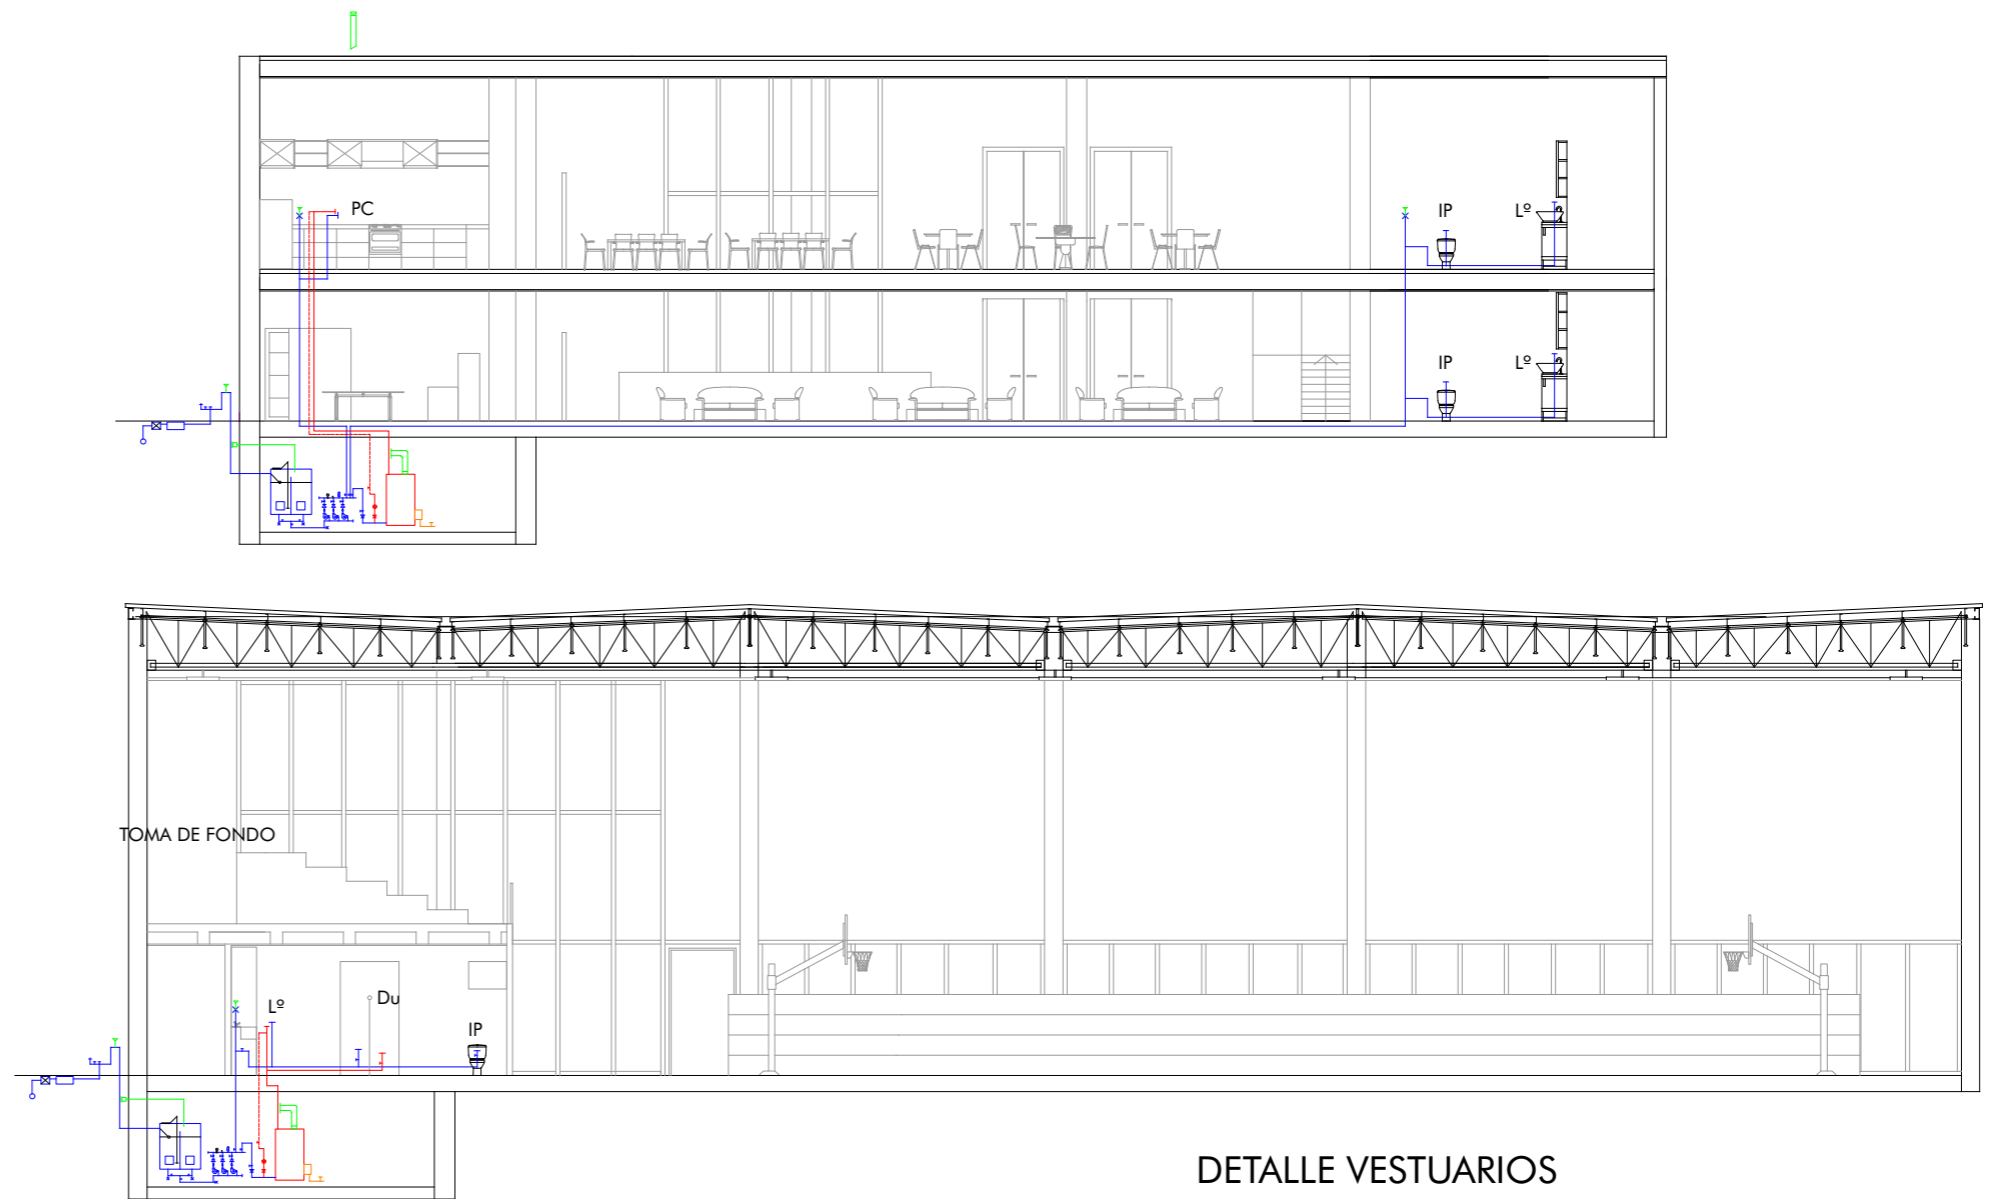 PC
IP
Lº
IP
Lº
TOMA DE FONDO
Lº
Du
IP
DETALLE VESTUARIOS